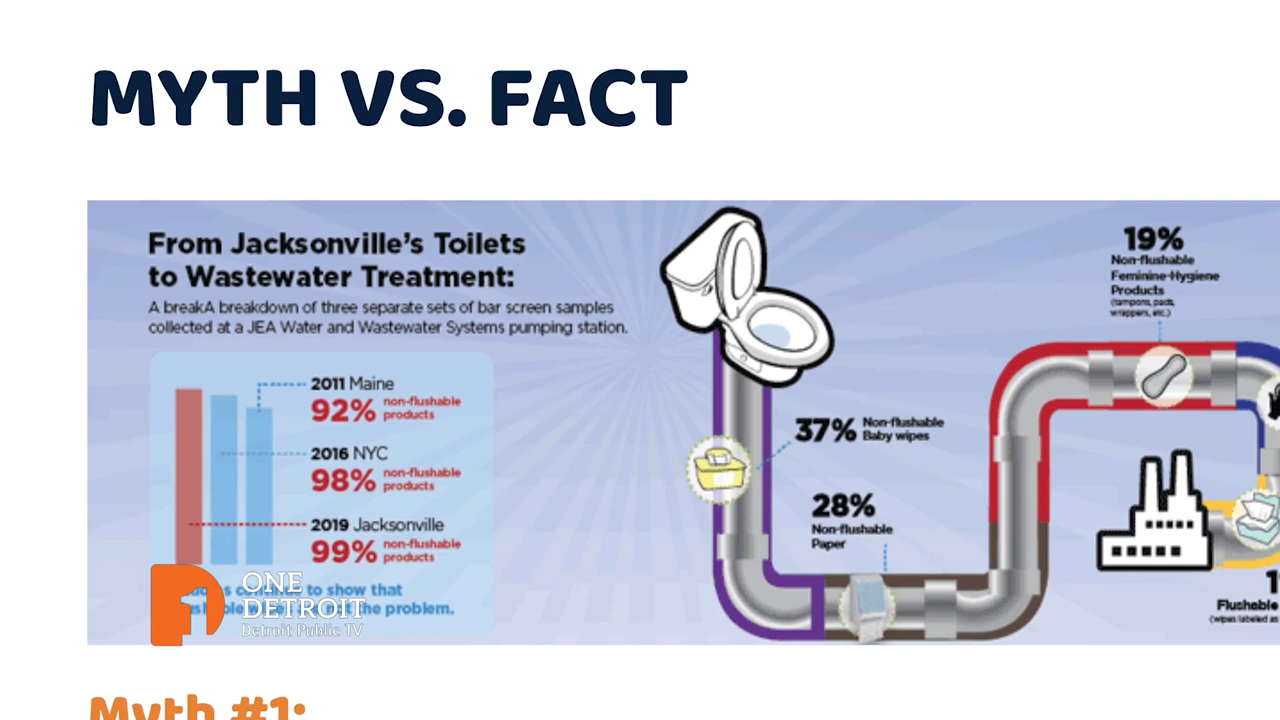 MYTH VS. FACT
From Jacksonville's Toilets
to Wastewater Treatment:
A breakA breakdown of three separate sets of bar screen samples
collected at a JEA Water and Wastewater Systems pumping station.
2011 Maine
92% non-flushable
products
2016 NYC
98% non-flushable
products
2019 Jacksonville
99% non-flushable
products
to show that
the problem.
ONE
DETROIT
Detroit Public TV
37% Non-flushable
Baby wipes
28%
Non-flushable
Paper
19%
Non-flushable
Feminine-Hygiene
Products
(tampons, pads,
wrappers, etc.)
1
Flushable
(wipes labeled as
Myth #1: